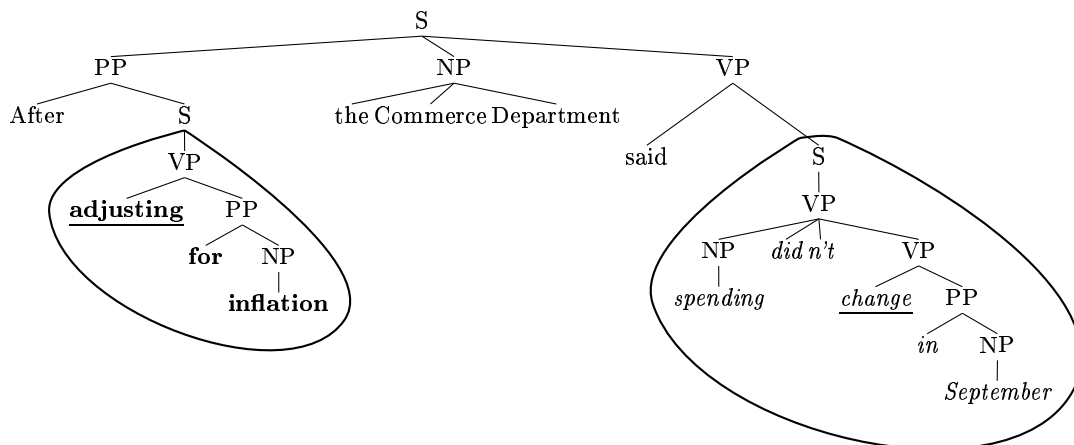 S
PP NP VP
After S the Commerce Department
said S
VP
VP
adjusting PP
NP did n't VP
for NP
spending change PP
inflation
in NP
September